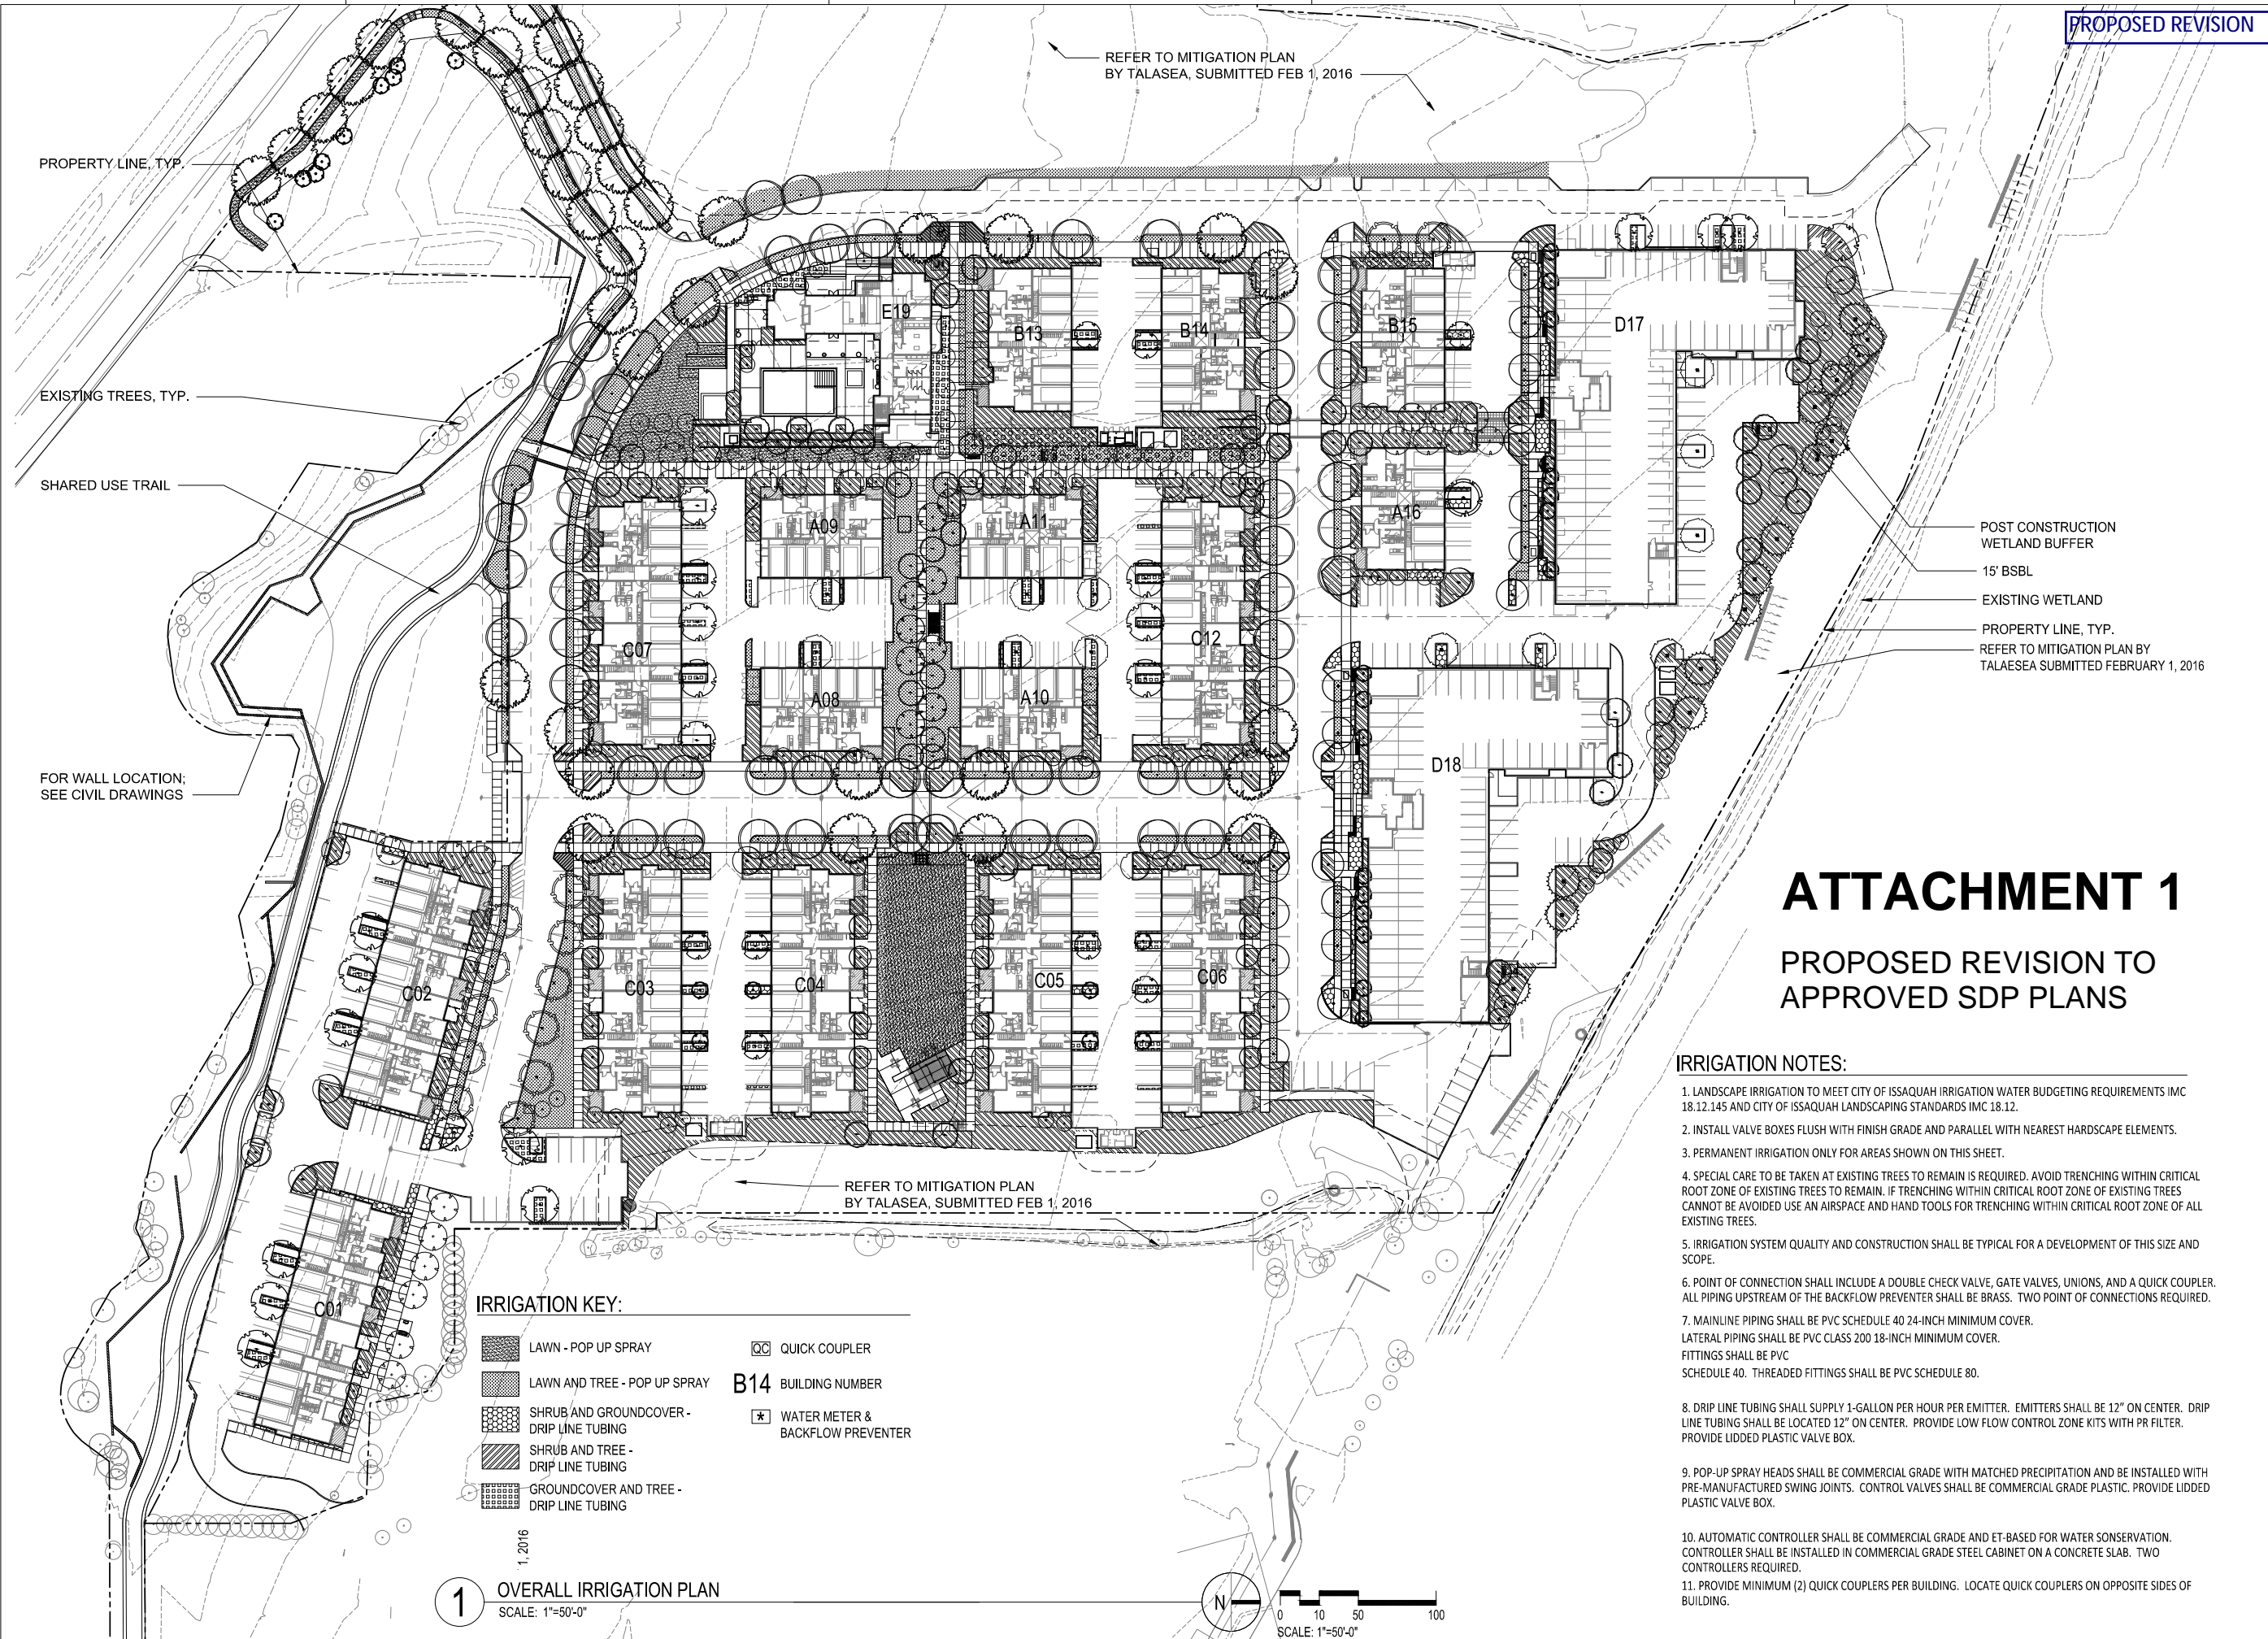 PROPOSED REVISION
REFER TO MITIGATION PLAN
BY TALASEA, SUBMITTED FEB 1, 2016
PROPERTY LINE, TYP.
EXISTING TREES, TYP.
SHARED USE TRAIL
FOR WALL LOCATION;
SEE CIVIL DRAWINGS
E19
B13
B14
B15
D17
A09
A11
A16
C07
C12
A08
A10
D18
C02
C03
C04
C05
C06
C01
POST CONSTRUCTION
WETLAND BUFFER
15' BSBL
EXISTING WETLAND
PROPERTY LINE, TYP.
REFER TO MITIGATION PLAN BY
TALAESEA SUBMITTED FEBRUARY 1, 2016
ATTACHMENT 1
PROPOSED REVISION TO
APPROVED SDP PLANS
REFER TO MITIGATION PLAN
BY TALASEA, SUBMITTED FEB 1, 2016
IRRIGATION KEY:
LAWN - POP UP SPRAY
LAWN AND TREE - POP UP SPRAY
SHRUB AND GROUNDCOVER -
DRIP LINE TUBING
SHRUB AND TREE -
DRIP LINE TUBING
GROUNDCOVER AND TREE -
DRIP LINE TUBING
QC QUICK COUPLER
B14 BUILDING NUMBER
* WATER METER &
BACKFLOW PREVENTER
1, 2016
1 OVERALL IRRIGATION PLAN
SCALE: 1"=50'-0"
N
0 10 50 100
SCALE: 1"=50'-0"
IRRIGATION NOTES:
1. LANDSCAPE IRRIGATION TO MEET CITY OF ISSAQUAH IRRIGATION WATER BUDGETING REQUIREMENTS IMC
18.12.145 AND CITY OF ISSAQUAH LANDSCAPING STANDARDS IMC 18.12.
2. INSTALL VALVE BOXES FLUSH WITH FINISH GRADE AND PARALLEL WITH NEAREST HARDSCAPE ELEMENTS.
3. PERMANENT IRRIGATION ONLY FOR AREAS SHOWN ON THIS SHEET.
4. SPECIAL CARE TO BE TAKEN AT EXISTING TREES TO REMAIN IS REQUIRED. AVOID TRENCHING WITHIN CRITICAL
ROOT ZONE OF EXISTING TREES TO REMAIN. IF TRENCHING WITHIN CRITICAL ROOT ZONE OF EXISTING TREES
CANNOT BE AVOIDED USE AN AIRSPACE AND HAND TOOLS FOR TRENCHING WITHIN CRITICAL ROOT ZONE OF ALL
EXISTING TREES.
5. IRRIGATION SYSTEM QUALITY AND CONSTRUCTION SHALL BE TYPICAL FOR A DEVELOPMENT OF THIS SIZE AND
SCOPE.
6. POINT OF CONNECTION SHALL INCLUDE A DOUBLE CHECK VALVE, GATE VALVES, UNIONS, AND A QUICK COUPLER.
ALL PIPING UPSTREAM OF THE BACKFLOW PREVENTER SHALL BE BRASS. TWO POINT OF CONNECTIONS REQUIRED.
7. MAINLINE PIPING SHALL BE PVC SCHEDULE 40 24-INCH MINIMUM COVER.
LATERAL PIPING SHALL BE PVC CLASS 200 18-INCH MINIMUM COVER.
FITTINGS SHALL BE PVC
SCHEDULE 40. THREADED FITTINGS SHALL BE PVC SCHEDULE 80.
8. DRIP LINE TUBING SHALL SUPPLY 1-GALLON PER HOUR PER EMITTER. EMITTERS SHALL BE 12" ON CENTER. DRIP
LINE TUBING SHALL BE LOCATED 12" ON CENTER. PROVIDE LOW FLOW CONTROL ZONE KITS WITH PR FILTER.
PROVIDE LIDDED PLASTIC VALVE BOX.
9. POP-UP SPRAY HEADS SHALL BE COMMERCIAL GRADE WITH MATCHED PRECIPITATION AND BE INSTALLED WITH
PRE-MANUFACTURED SWING JOINTS. CONTROL VALVES SHALL BE COMMERCIAL GRADE PLASTIC. PROVIDE LIDDED
PLASTIC VALVE BOX.
10. AUTOMATIC CONTROLLER SHALL BE COMMERCIAL GRADE AND ET-BASED FOR WATER SONSERVATION.
CONTROLLER SHALL BE INSTALLED IN COMMERCIAL GRADE STEEL CABINET ON A CONCRETE SLAB. TWO
CONTROLLERS REQUIRED.
11. PROVIDE MINIMUM (2) QUICK COUPLERS PER BUILDING. LOCATE QUICK COUPLERS ON OPPOSITE SIDES OF
BUILDING.